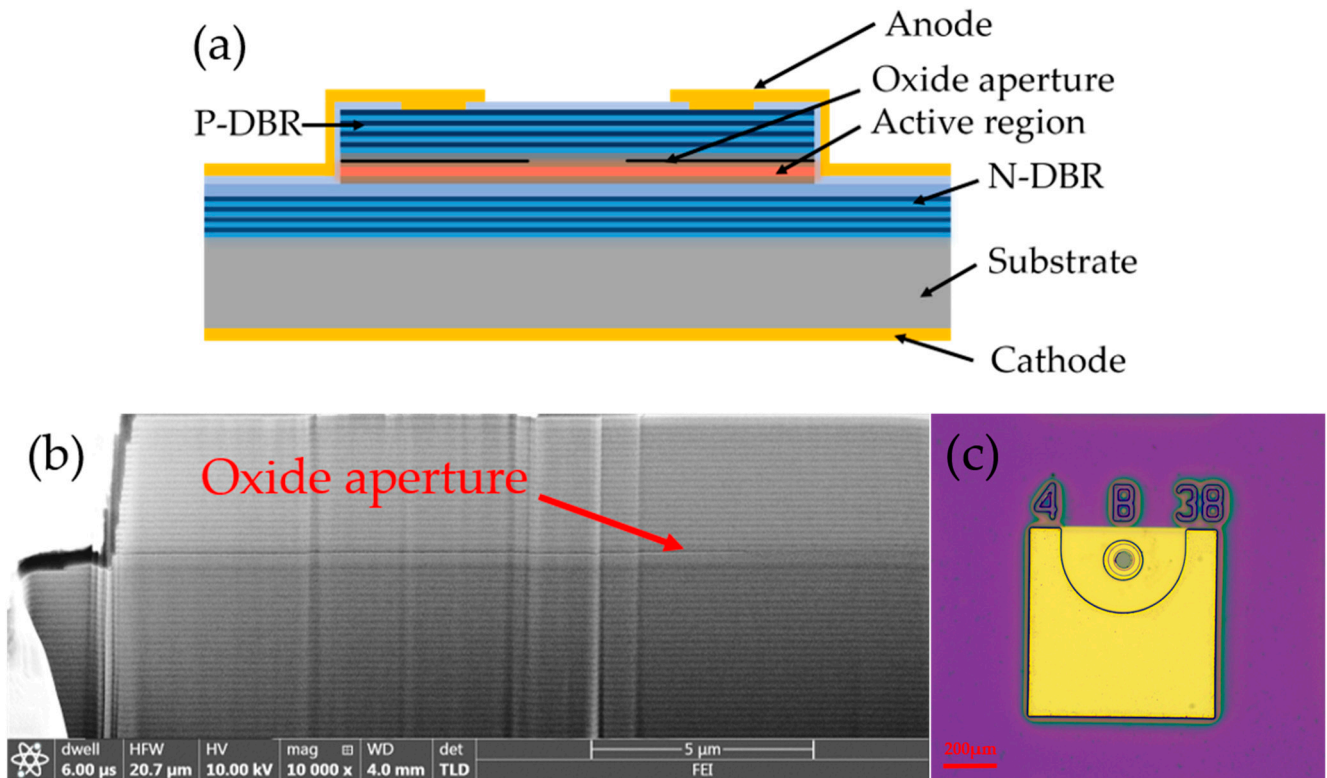 (a)
Anode
Oxide aperture
P-DBR
Active region
N-DBR
Substrate
Cathode
(b)
Oxide aperture
dwell HFW HV mag WD det
6.00 µs 20.7 µm 10.00 kV 10 000 x 4.0 mm TLD
5 µm
FEI
(c)
4 B 38
200µm